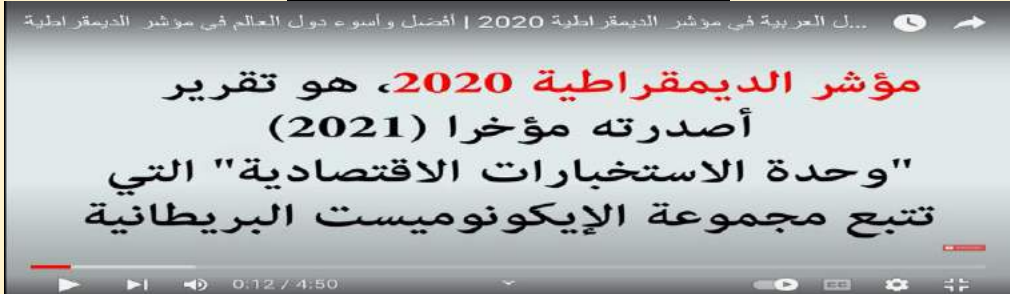 ...ل العربية في مؤشر الديمقراطية 2020 | أفضل وأسوء دول العالم في مؤشر الديمقراطية
مؤشر الديمقراطية 2020، هو تقرير
أصدرته مؤخرا (2021)
"وحدة الاستخبارات الاقتصادية" التي
تتبع مجموعة الإيكونوميست البريطانية
0:12 / 4:50